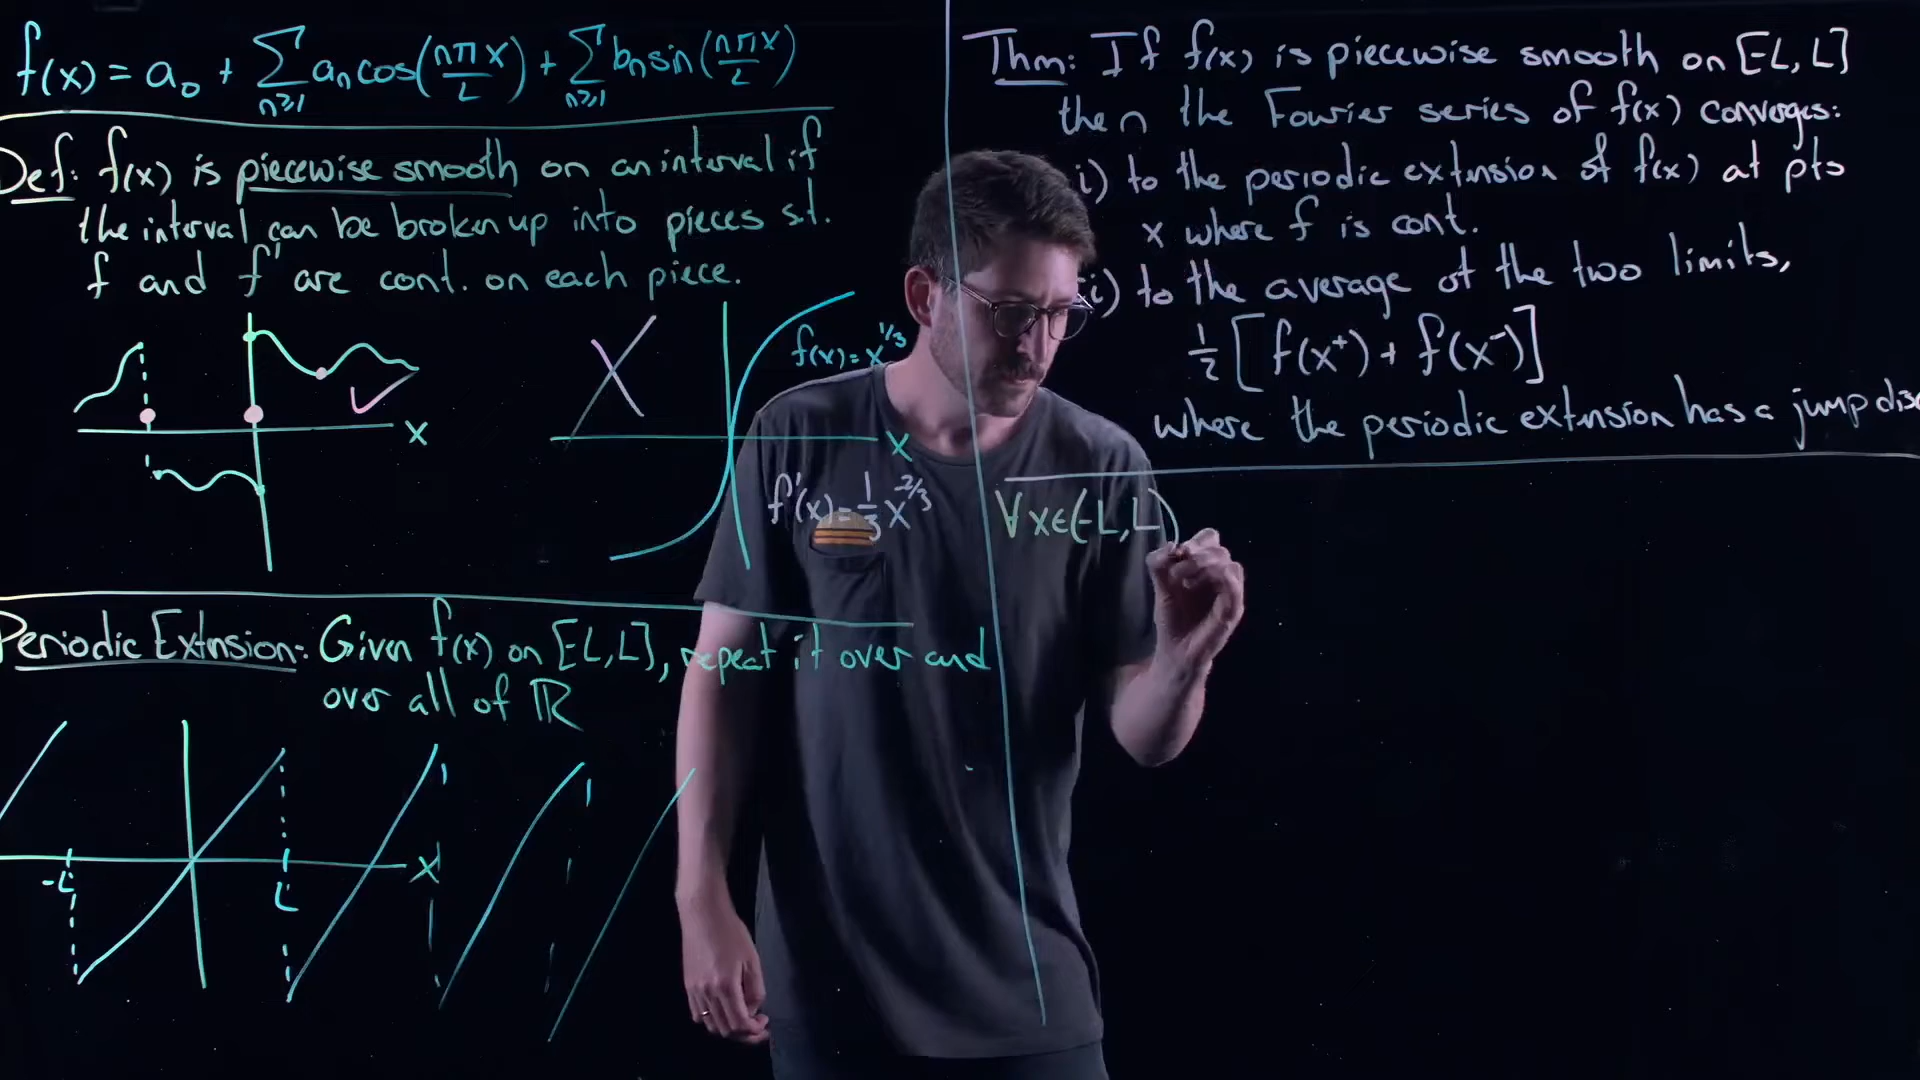 f(x) = a₀ + ∑ aₙ cos(nπx/L) + ∑ bₙ sin(nπx/L)
n≥1 n≥1
Def: f(x) is piecewise smooth on an interval if
the interval can be broken up into pieces s.t.
f and f' are cont. on each piece.
f(x) = x^{1/3}
x
x
f'(x) = 1/3 x^{-2/3}
Periodic Extension: Given f(x) on [-L, L], repeat it over and
over all of ℝ
-L
L
x
Thm: If f(x) is piecewise smooth on [-L, L]
then the Fourier series of f(x) converges:
i) to the periodic extension of f(x) at pts
x where f is cont.
ii) to the average of the two limits,
1/2 [f(x⁺) + f(x⁻)]
where the periodic extension has a jump
∀ x∈(-L, L)